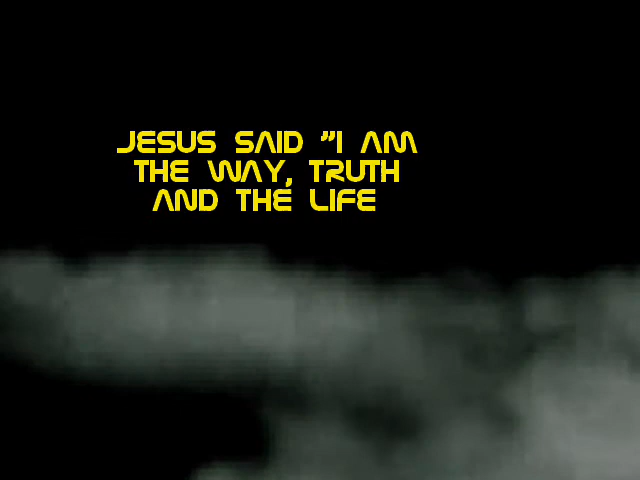 JESUS SAID "I AM
THE WAY, TRUTH
AND THE LIFE